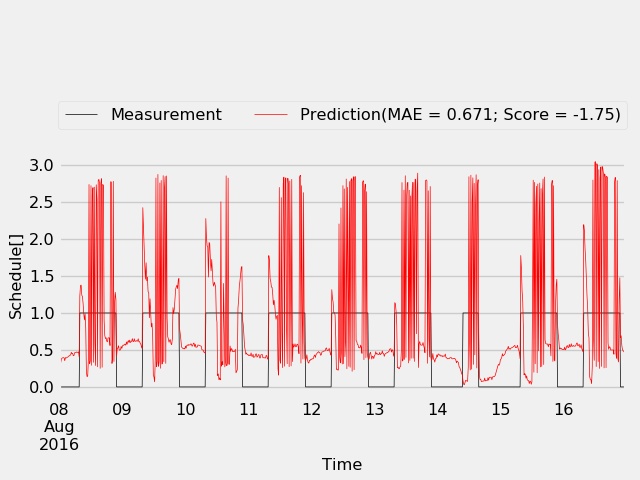 Measurement
Prediction(MAE = 0.671; Score = -1.75)
3.0
2.5
2.0
1.5
1.0
0.5
0.0
Schedule[]
08 09 10 11 12 13 14 15 16
Aug
2016
Time